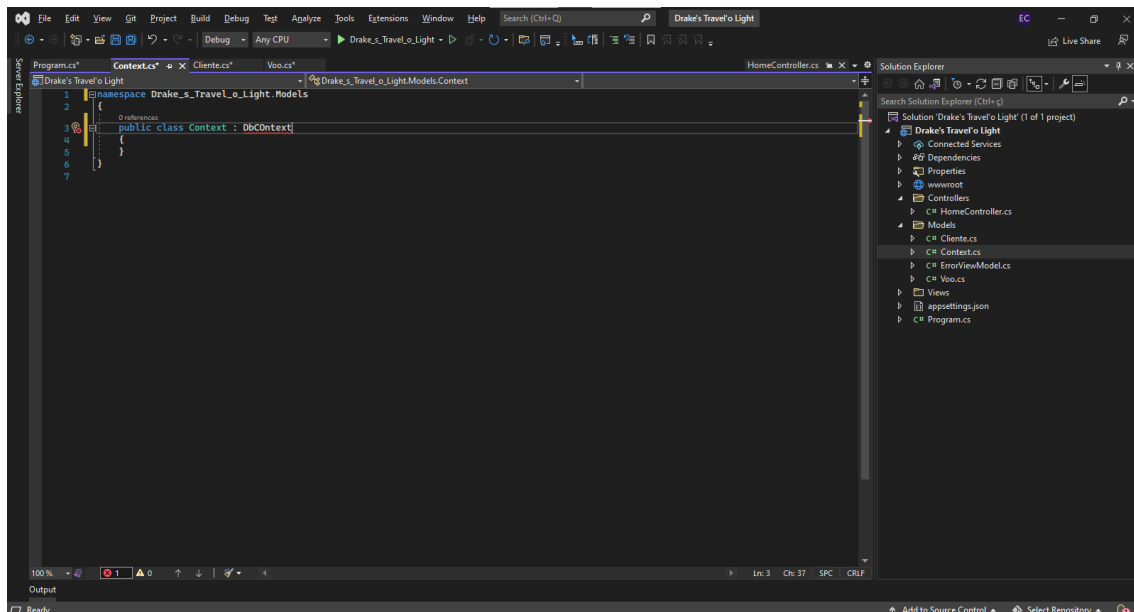 File Edit View Git Project Build Debug Test Analyze Tools Extensions Window Help Search (Ctrl+Q) Drake's Travel'o Light EC
Debug Any CPU Drake_s_Travel_o_Light Live Share
Server Explorer
Program.cs* Context.cs* Cliente.cs* Voo.cs* HomeController.cs
Drake's Travel'o Light Drake_s_Travel_o_Light.Models.Context
1 namespace Drake_s_Travel_o_Light.Models
2 {
0 references
3 public class Context : DbCOntext
4 {
5 }
6 }
7
100 % 1 0 Ln: 3 Ch: 37 SPC CRLF
Output
Solution Explorer
Search Solution Explorer (Ctrl+ç)
Solution 'Drake's Travel'o Light' (1 of 1 project)
Drake's Travel'o Light
Connected Services
Dependencies
Properties
wwwroot
Controllers
C# HomeController.cs
Models
C# Cliente.cs
C# Context.cs
C# ErrorViewModel.cs
C# Voo.cs
Views
appsettings.json
C# Program.cs
Ready Add to Source Control Select Repository